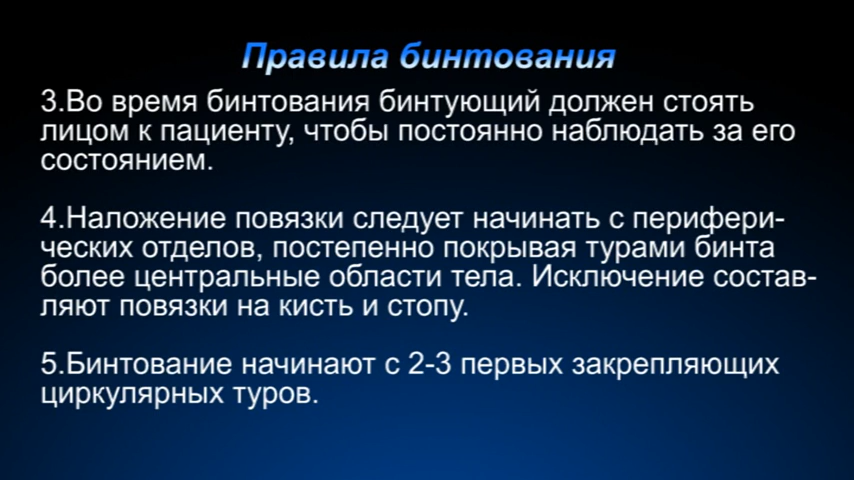 Правила бинтования
3.Во время бинтования бинтующий должен стоять
лицом к пациенту, чтобы постоянно наблюдать за его
состоянием.
4.Наложение повязки следует начинать с перифери-
ческих отделов, постепенно покрывая турами бинта
более центральные области тела. Исключение состав-
ляют повязки на кисть и стопу.
5.Бинтование начинают с 2-3 первых закрепляющих
циркулярных туров.